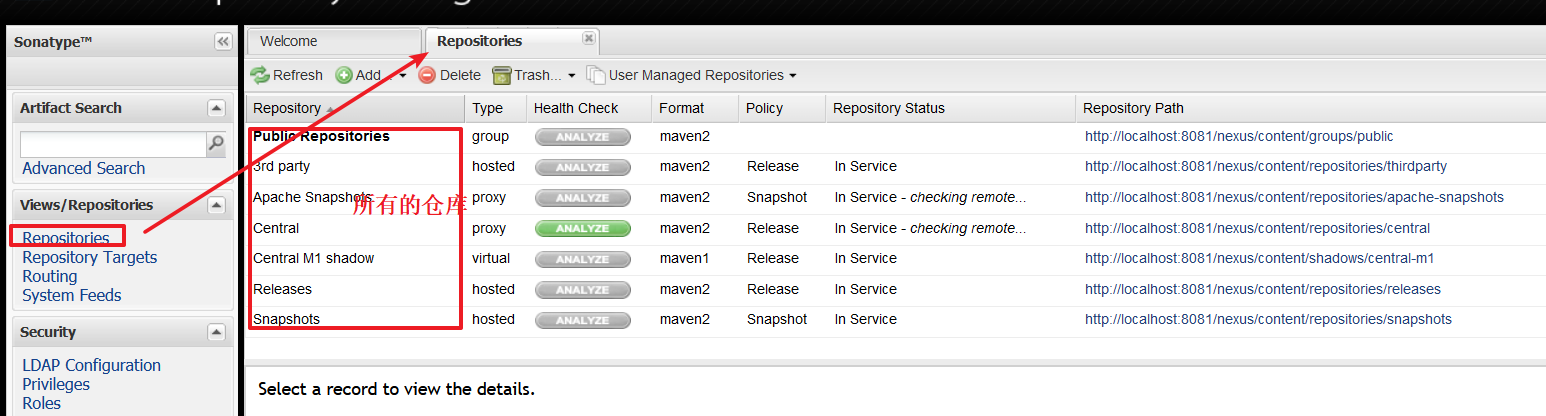 Sonatype™
Welcome
Repositories
Refresh
Add...
Delete
Trash...
User Managed Repositories
Artifact Search
Advanced Search
Views/Repositories
Repositories
Repository Targets
Routing
System Feeds
Security
LDAP Configuration
Privileges
Roles
Repository Type Health Check Format Policy Repository Status Repository Path
Public Repositories group ANALYZE maven2 http://localhost:8081/nexus/content/groups/public
3rd party hosted ANALYZE maven2 Release In Service http://localhost:8081/nexus/content/repositories/thirdparty
Apache Snapshots proxy ANALYZE maven2 Snapshot In Service - checking remote... http://localhost:8081/nexus/content/repositories/apache-snapshots
所有的仓库
Central proxy ANALYZE maven2 Release In Service - checking remote... http://localhost:8081/nexus/content/repositories/central
Central M1 shadow virtual ANALYZE maven1 Release In Service http://localhost:8081/nexus/content/shadows/central-m1
Releases hosted ANALYZE maven2 Release In Service http://localhost:8081/nexus/content/repositories/releases
Snapshots hosted ANALYZE maven2 Snapshot In Service http://localhost:8081/nexus/content/repositories/snapshots
Select a record to view the details.